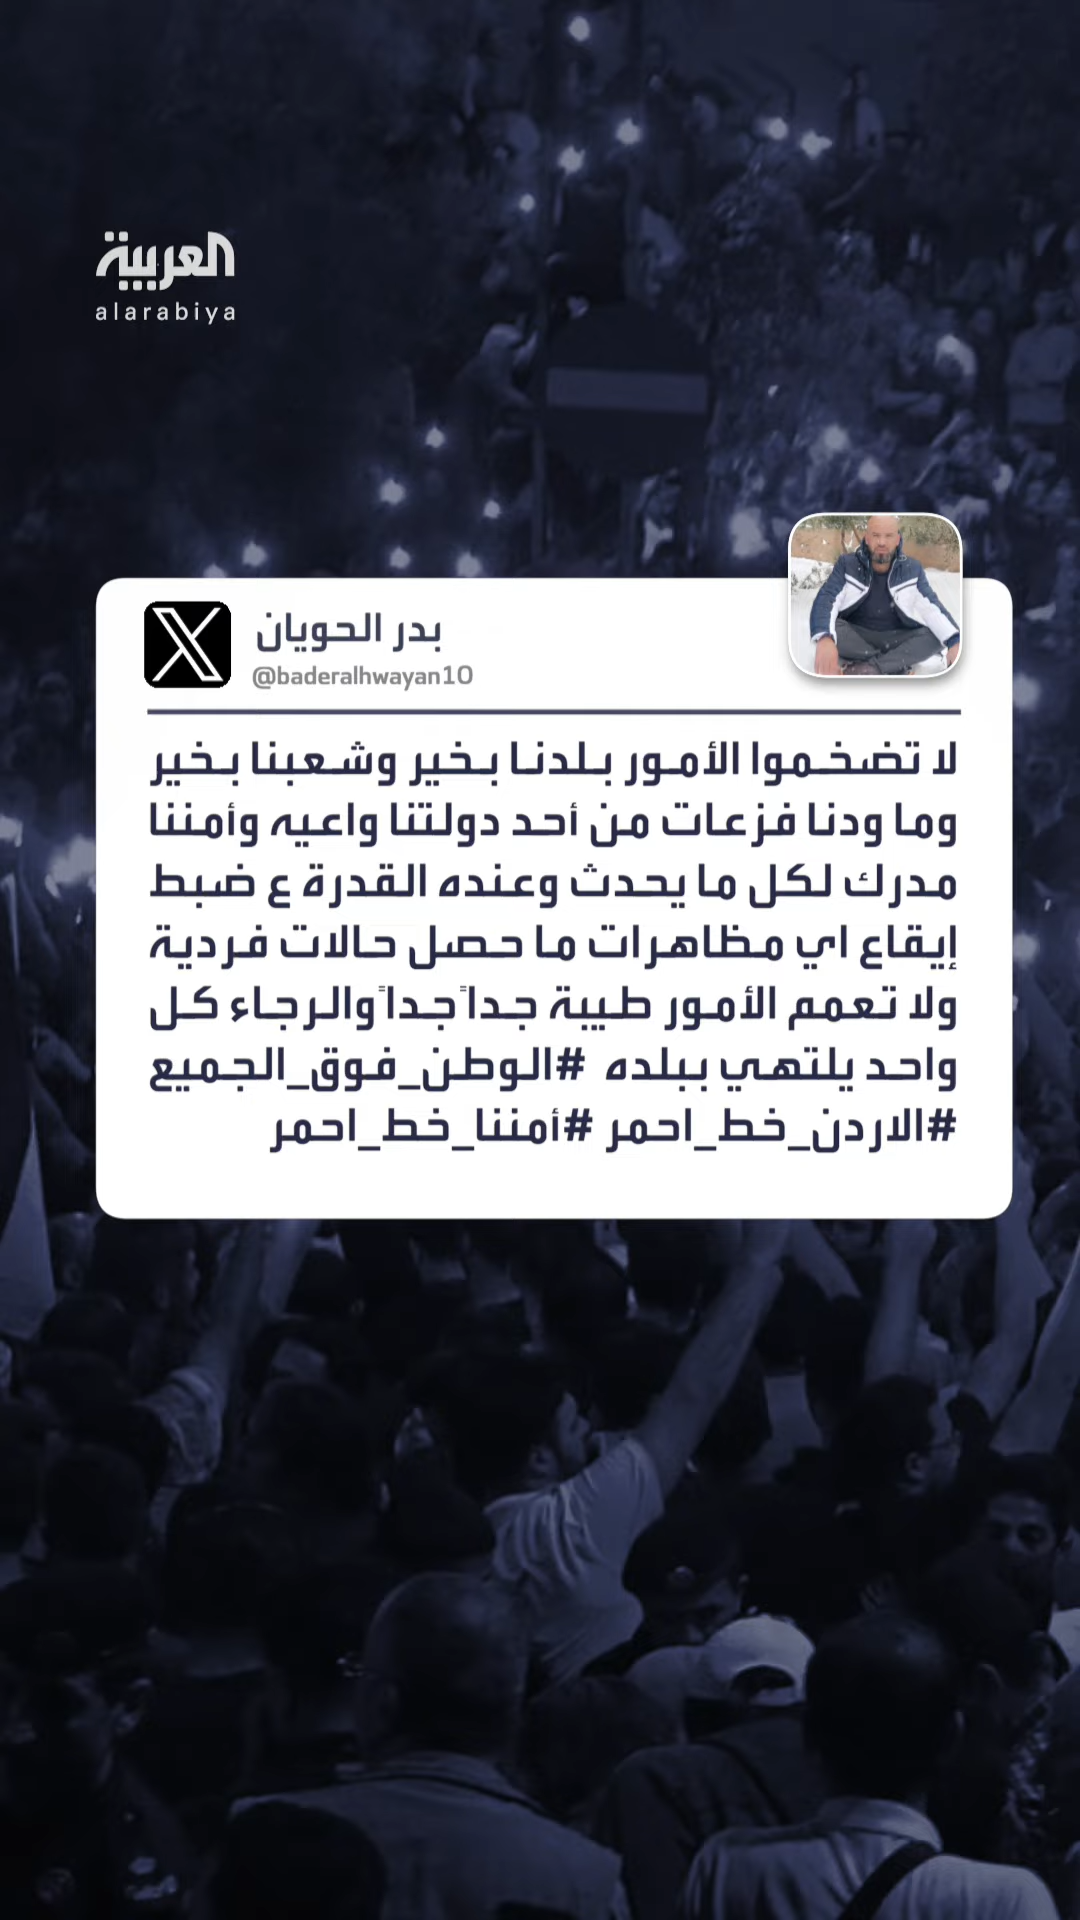 العربية
alarabiya
بدر الحويان
@baderalhwayan10
لا تضخموا الأمور بلدنا بخير وشعبنا بخير
وما ودنا فزعات من أحد دولتنا واعيه وأمننا
مدرك لكل ما يحدث وعنده القدرة ع ضبط
إيقاع اي مظاهرات ما حصل حالات فردية
ولا تعمم الأمور طيبة جداً جداً والرجاء كل
واحد يلتهي ببلده #الوطن_فوق_الجميع
#الاردن_خط_احمر #أمننا_خط_احمر